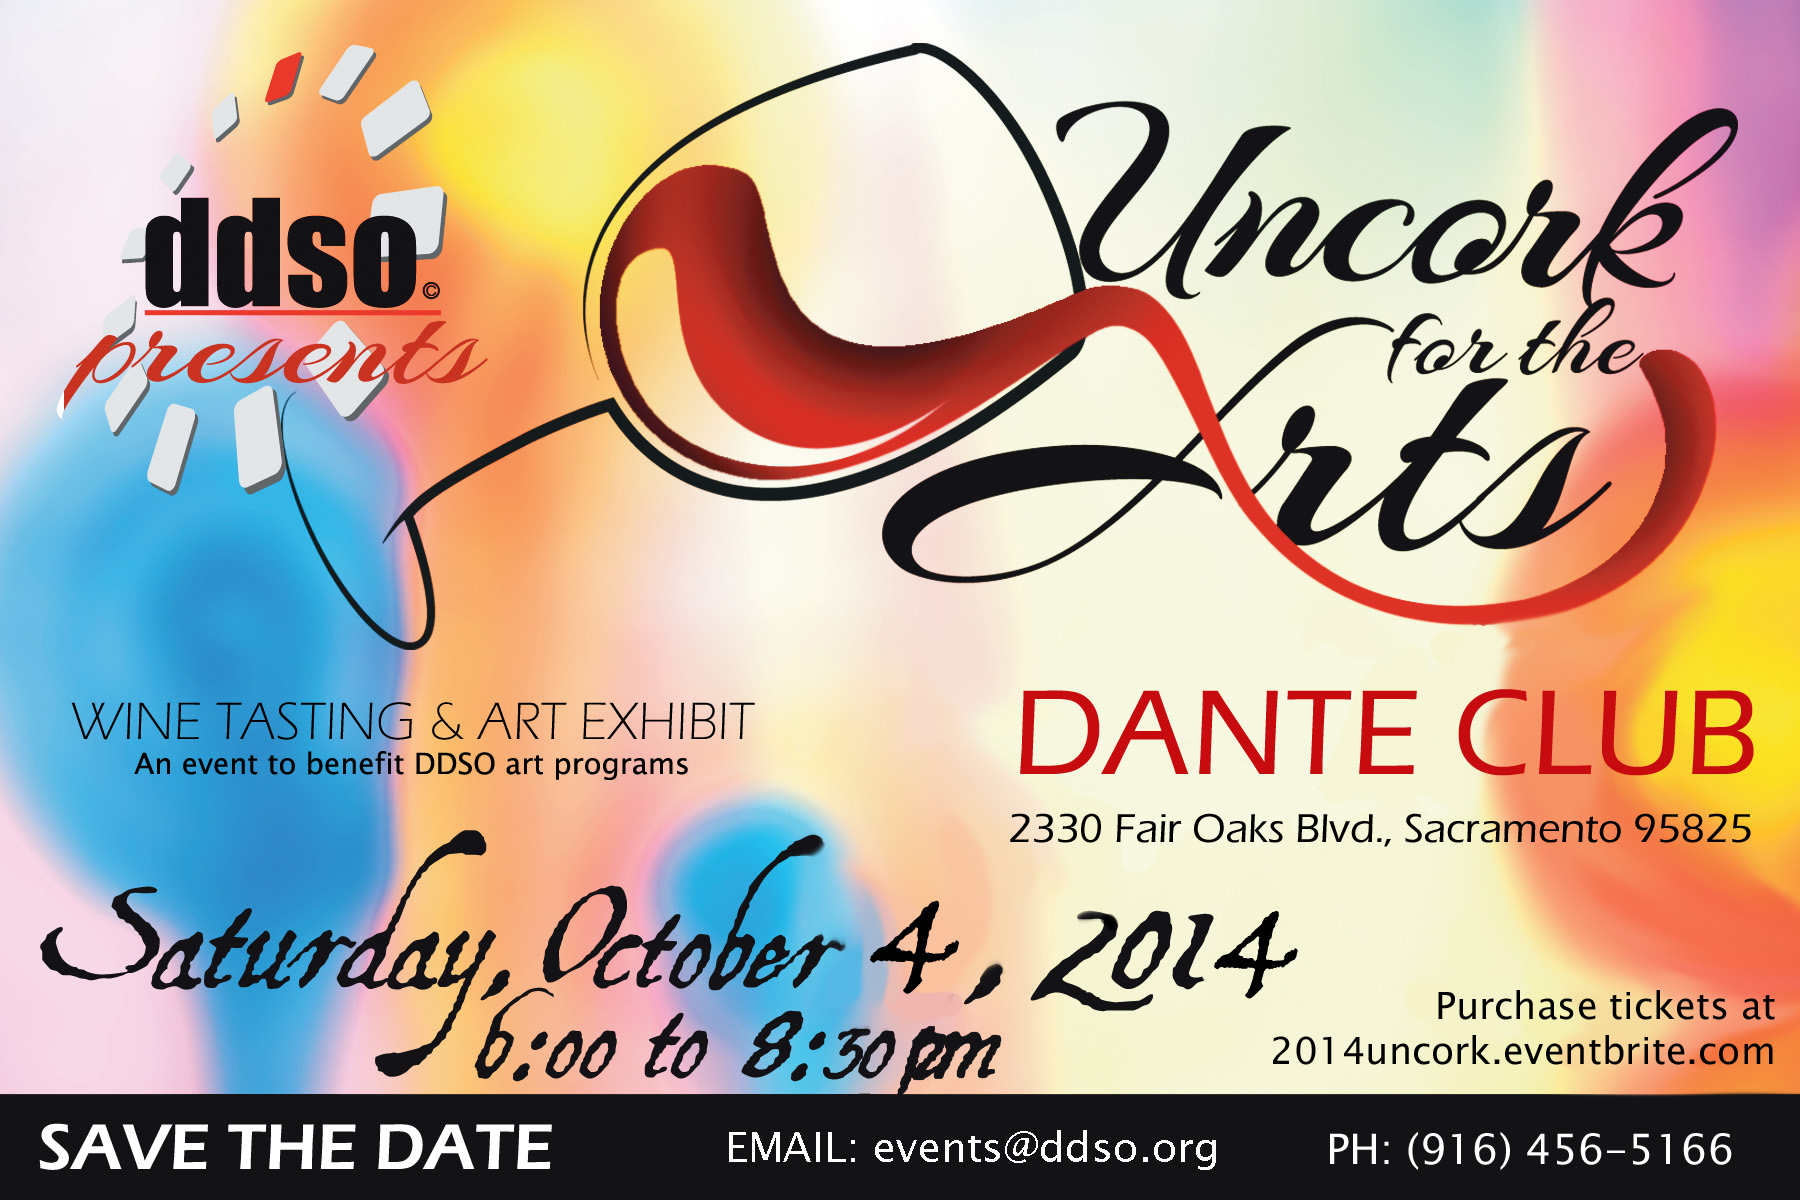 ddso©
presents
Uncork
for the
Arts
WINE TASTING & ART EXHIBIT
An event to benefit DDSO art programs
DANTE CLUB
2330 Fair Oaks Blvd., Sacramento 95825
Saturday, October 4, 2014
6:00 to 8:30pm
Purchase tickets at
2014uncork.eventbrite.com
SAVE THE DATE
EMAIL: events@ddso.org
PH: (916) 456-5166